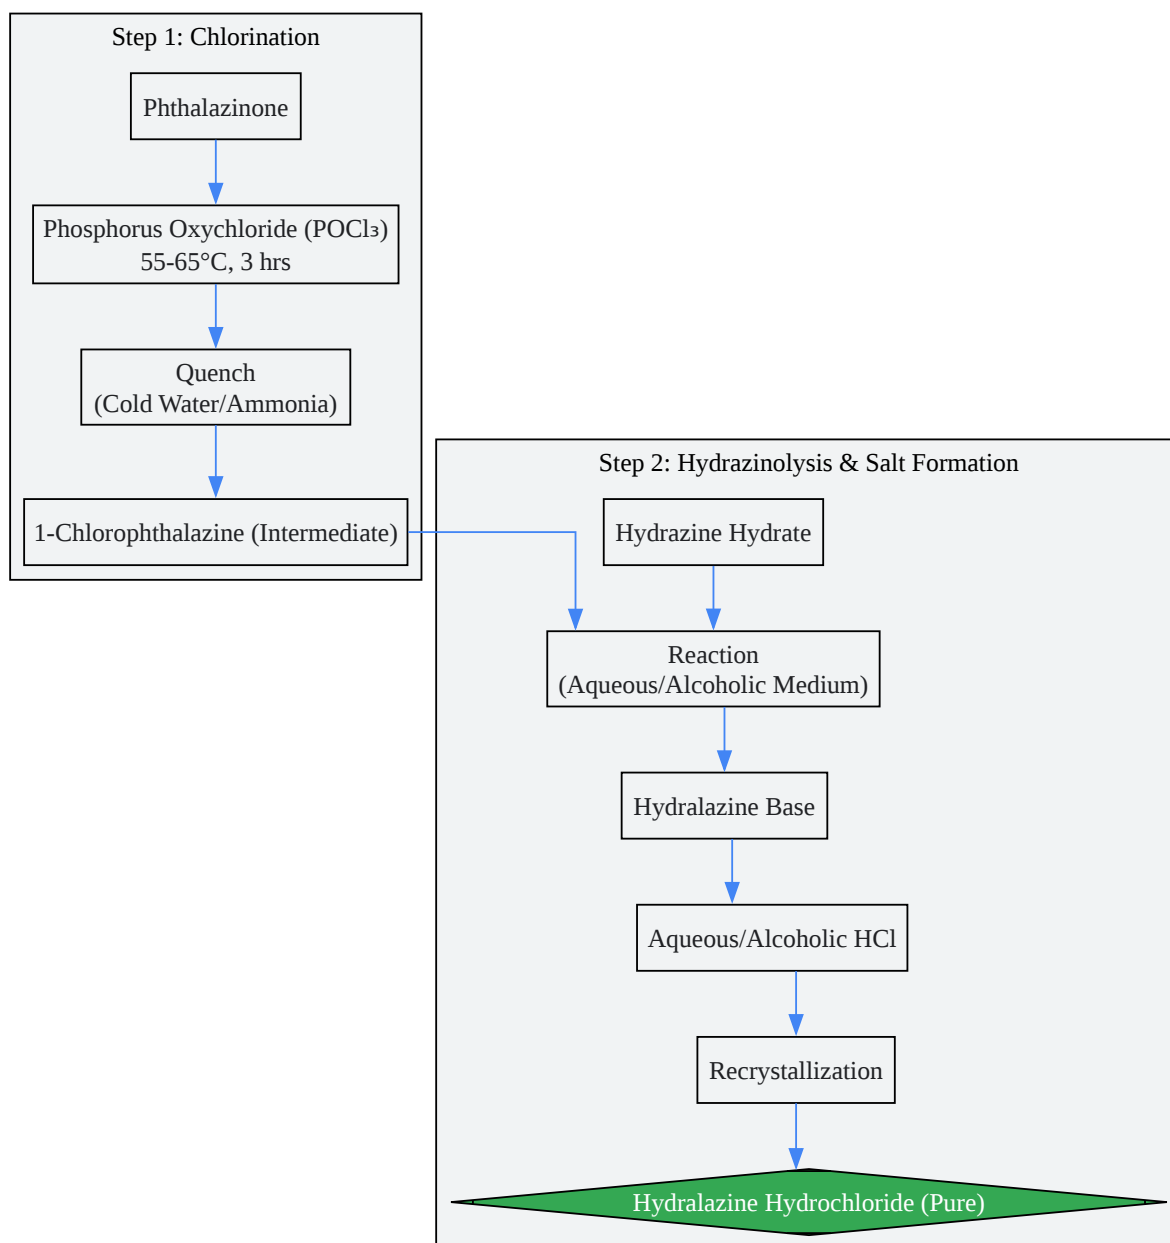 Step 1: Chlorination
Phthalazinone
Phosphorus Oxychloride (POCl₃)
55-65°C, 3 hrs
Quench
(Cold Water/Ammonia)
1-Chlorophthalazine (Intermediate)
Step 2: Hydrazinolysis & Salt Formation
Hydrazine Hydrate
Reaction
(Aqueous/Alcoholic Medium)
Hydralazine Base
Aqueous/Alcoholic HCl
Recrystallization
Hydralazine Hydrochloride (Pure)